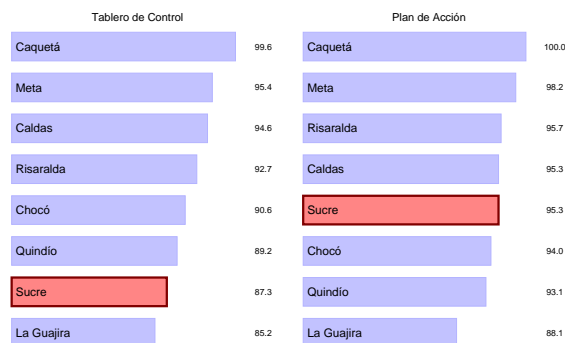 Tablero de Control
Caquetá 99.6
Meta 95.4
Caldas 94.6
Risaralda 92.7
Chocó 90.6
Quindío 89.2
Sucre 87.3
La Guajira 85.2
Plan de Acción
Caquetá 100.0
Meta 98.2
Risaralda 95.7
Caldas 95.3
Sucre 95.3
Chocó 94.0
Quindío 93.1
La Guajira 88.1